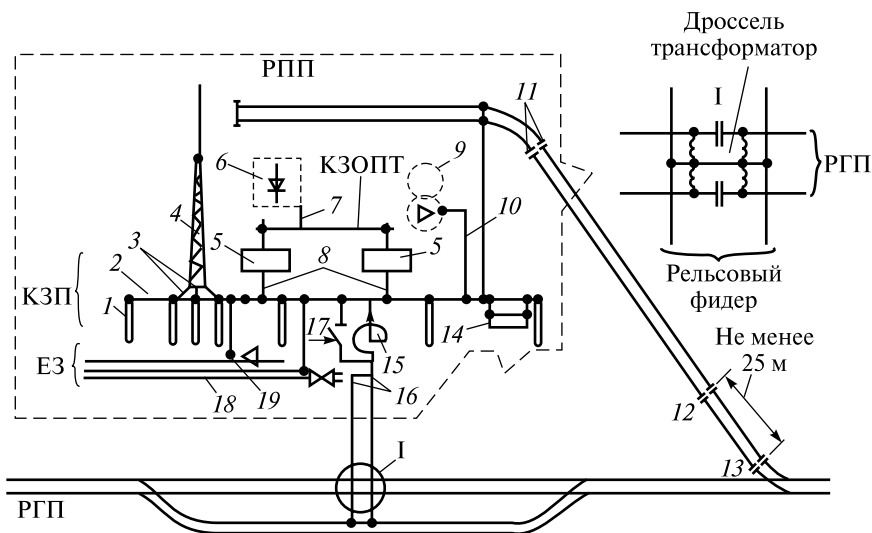 Дроссель
трансформатор
РПП
I
РГП
Рельсовый
фидер
11
6
КЗОПТ
9
7
10
4
5
8
5
3
2
КЗП
1
17
14
15
ЕЗ
16
18
19
Не менее
25 м
12
13
I
РГП